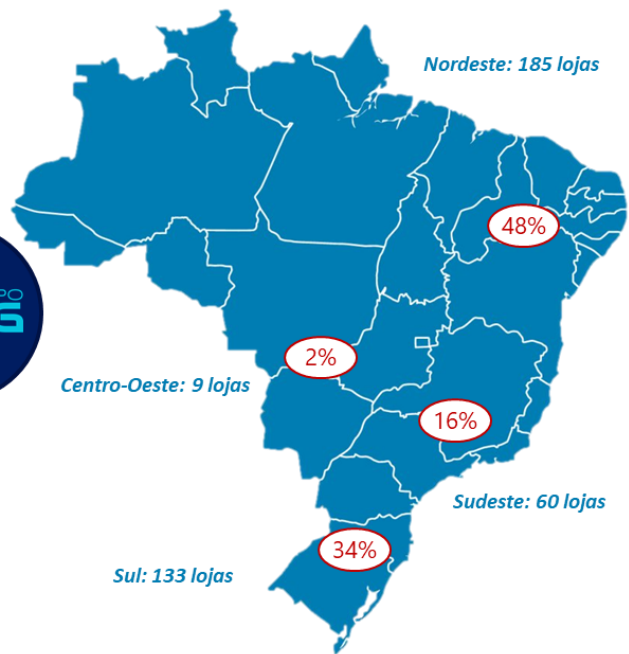 Nordeste: 185 lojas
48%
2%
Centro-Oeste: 9 lojas
16%
Sudeste: 60 lojas
34%
Sul: 133 lojas